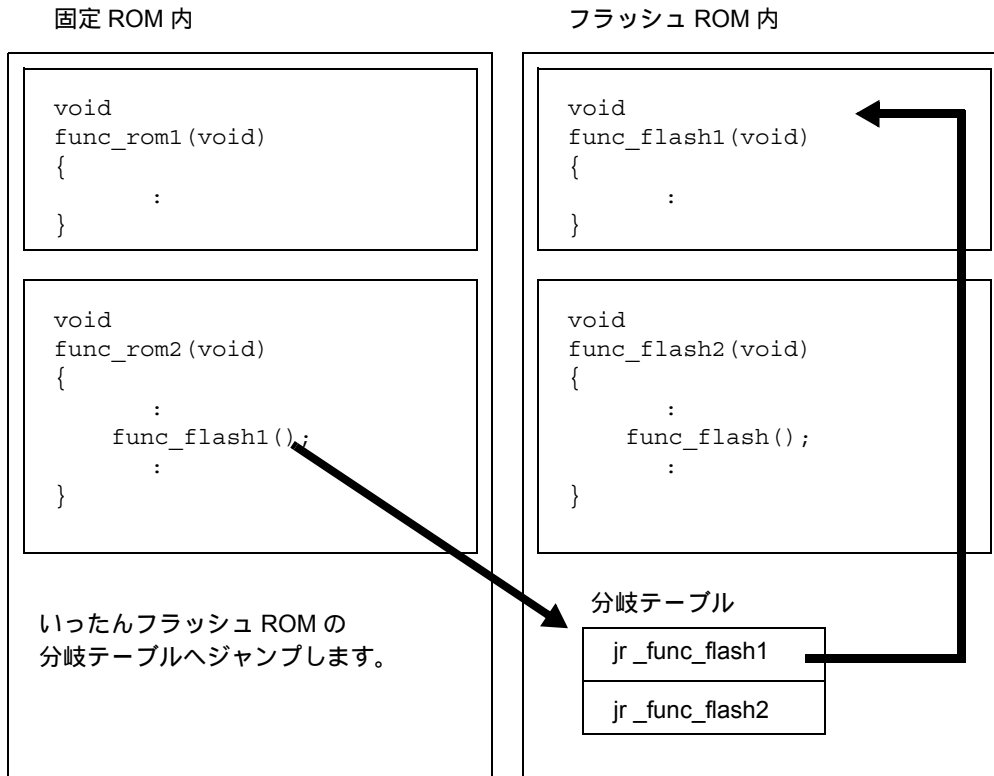 固定 ROM 内
void
func_rom1(void)
{
:
}
void
func_rom2(void)
{
:
func_flash1();
:
}
いったんフラッシュ ROM の
分岐テーブルへジャンプします。
フラッシュ ROM 内
void
func_flash1(void)
{
:
}
void
func_flash2(void)
{
:
func_flash();
:
}
分岐テーブル
jr _func_flash1
jr _func_flash2